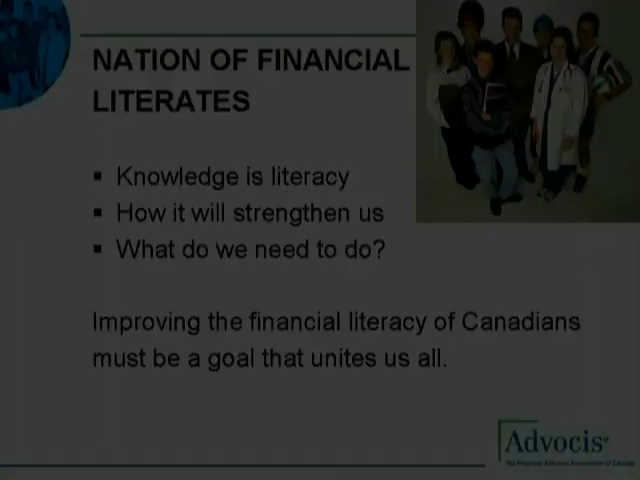 NATION OF FINANCIAL
LITERATES
▪ Knowledge is literacy
▪ How it will strengthen us
▪ What do we need to do?
Improving the financial literacy of Canadians
must be a goal that unites us all.
Advocis®
The Financial Advisors Association of Canada